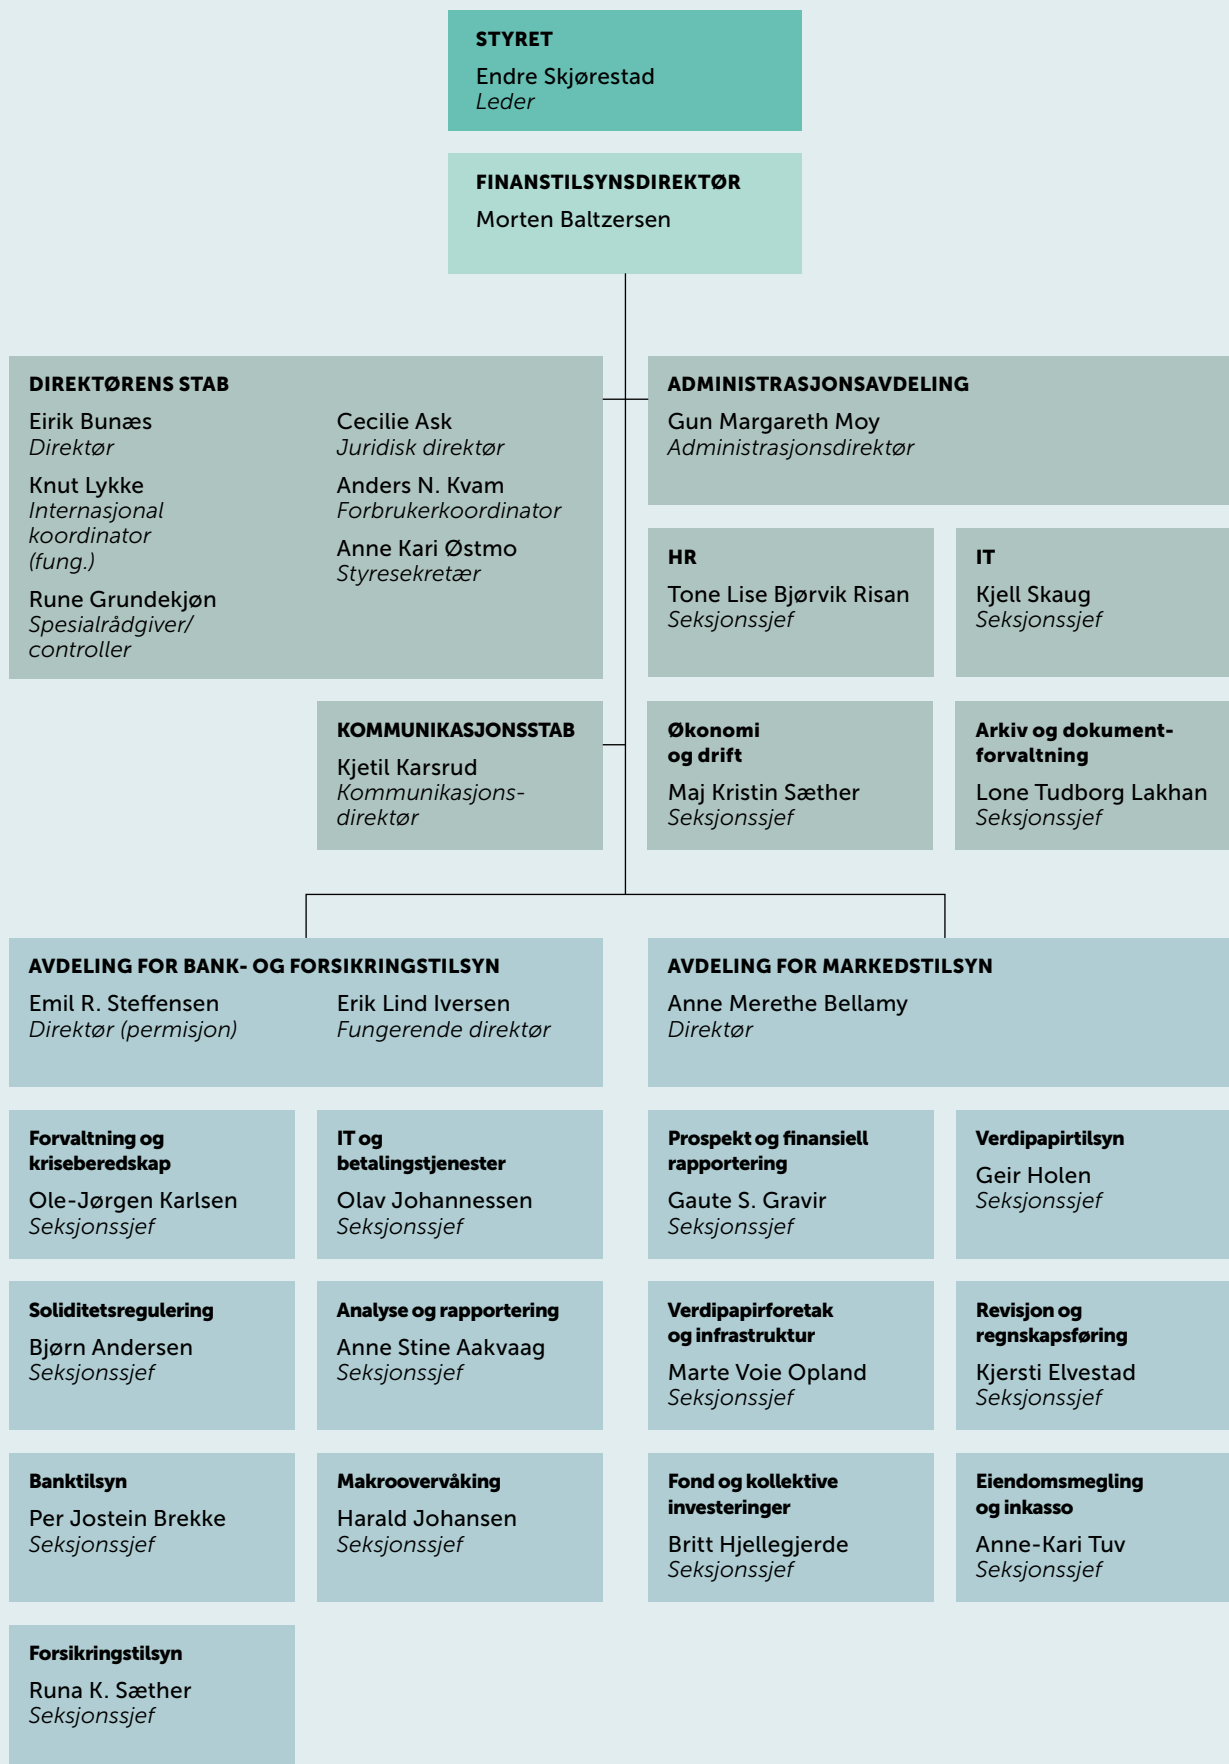 STYRET
Endre Skjørestad
Leder
FINANSTILSYNSDIREKTØR
Morten Baltzersen
DIREKTØRENS STAB
Eirik Bunæs
Direktør
Knut Lykke
Internasjonal
koordinator
(fung.)
Rune Grundekjøn
Spesialrådgiver/
controller
Cecilie Ask
Juridisk direktør
Anders N. Kvam
Forbrukerkoordinator
Anne Kari Østmo
Styresekretær
ADMINISTRASJONSAVDELING
Gun Margareth Moy
Administrasjonsdirektør
HR
Tone Lise Bjørvik Risan
Seksjonssjef
IT
Kjell Skaug
Seksjonssjef
KOMMUNIKASJONSSTAB
Kjetil Karsrud
Kommunikasjons-
direktør
Økonomi
og drift
Maj Kristin Sæther
Seksjonssjef
Arkiv og dokument-
forvaltning
Lone Tudborg Lakhan
Seksjonssjef
AVDELING FOR BANK- OG FORSIKRINGSTILSYN
Emil R. Steffensen
Direktør (permisjon)
Erik Lind Iversen
Fungerende direktør
AVDELING FOR MARKEDSTILSYN
Anne Merethe Bellamy
Direktør
Forvaltning og
kriseberedskap
Ole-Jørgen Karlsen
Seksjonssjef
IT og
betalingstjenester
Olav Johannessen
Seksjonssjef
Prospekt og finansiell
rapportering
Gaute S. Gravir
Seksjonssjef
Verdipapirtilsyn
Geir Holen
Seksjonssjef
Soliditetsregulering
Bjørn Andersen
Seksjonssjef
Analyse og rapportering
Anne Stine Aakvaag
Seksjonssjef
Verdipapirforetak
og infrastruktur
Marte Voie Opland
Seksjonssjef
Revisjon og
regnskapsføring
Kjersti Elvestad
Seksjonssjef
Banktilsyn
Per Jostein Brekke
Seksjonssjef
Makroovervåking
Harald Johansen
Seksjonssjef
Fond og kollektive
investeringer
Britt Hjellegjerde
Seksjonssjef
Eiendomsmegling
og inkasso
Anne-Kari Tuv
Seksjonssjef
Forsikringstilsyn
Runa K. Sæther
Seksjonssjef